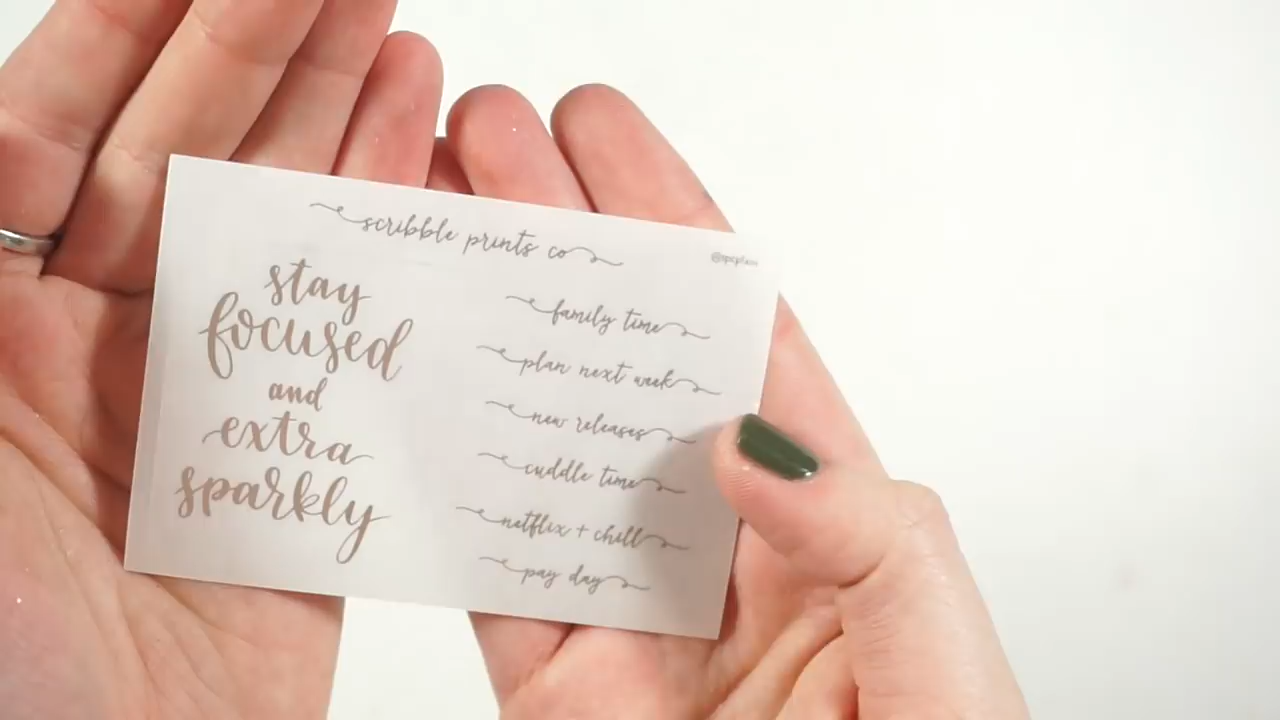 scribble prints co
stay
focused
and
extra
sparkly
family time
plan next week
new releases
cuddle time
netflix + chill
pay day